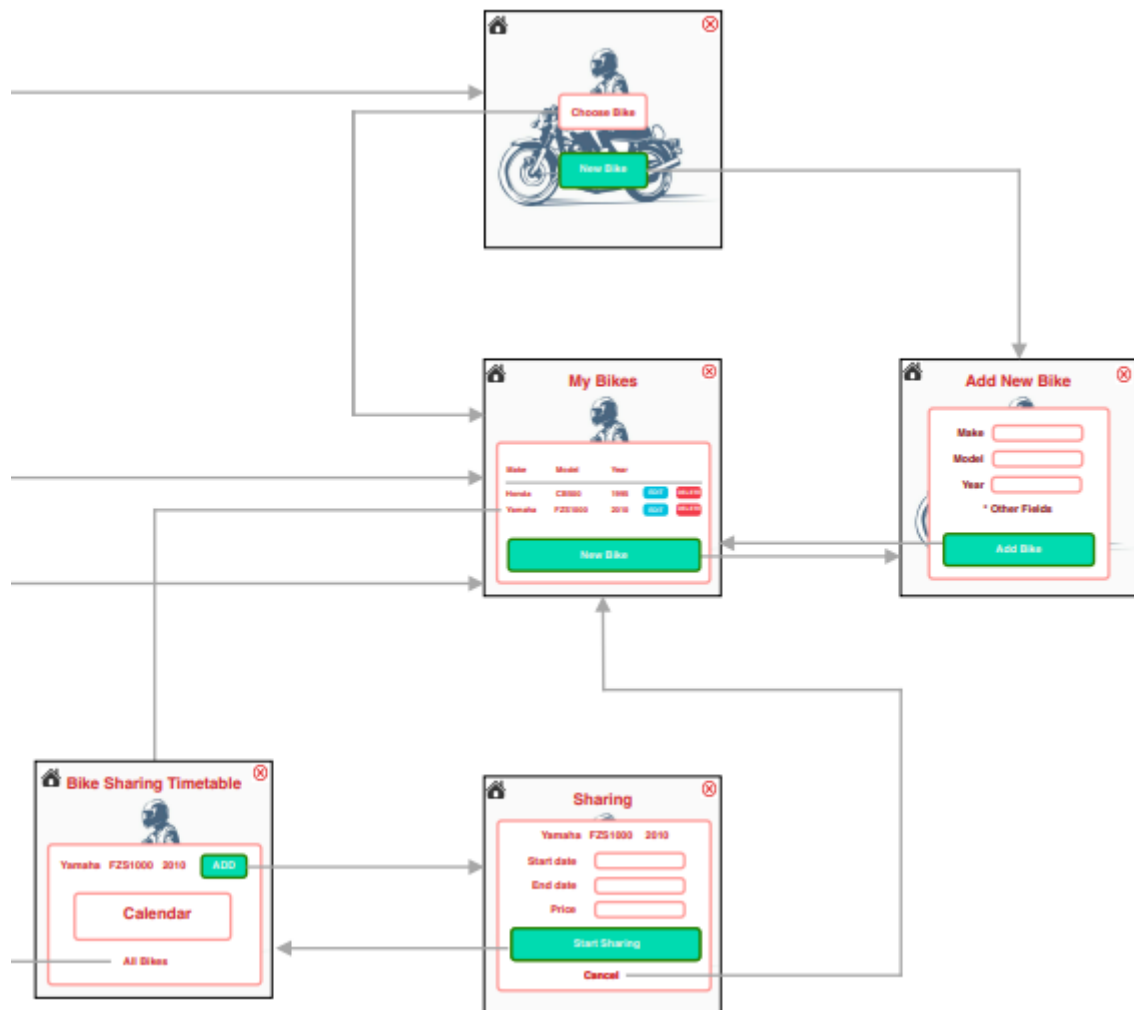 Choose Bike
New Bike
My Bikes
Make Model Year
Honda CB500 1995 EDIT DELETE
Yamaha FZS1000 2010 EDIT DELETE
New Bike
Add New Bike
Make
Model
Year
* Other Fields
Add Bike
Bike Sharing Timetable
Yamaha FZS1000 2010 ADD
Calendar
All Bikes
Sharing
Yamaha FZS1000 2010
Start date
End date
Price
Start Sharing
Cancel